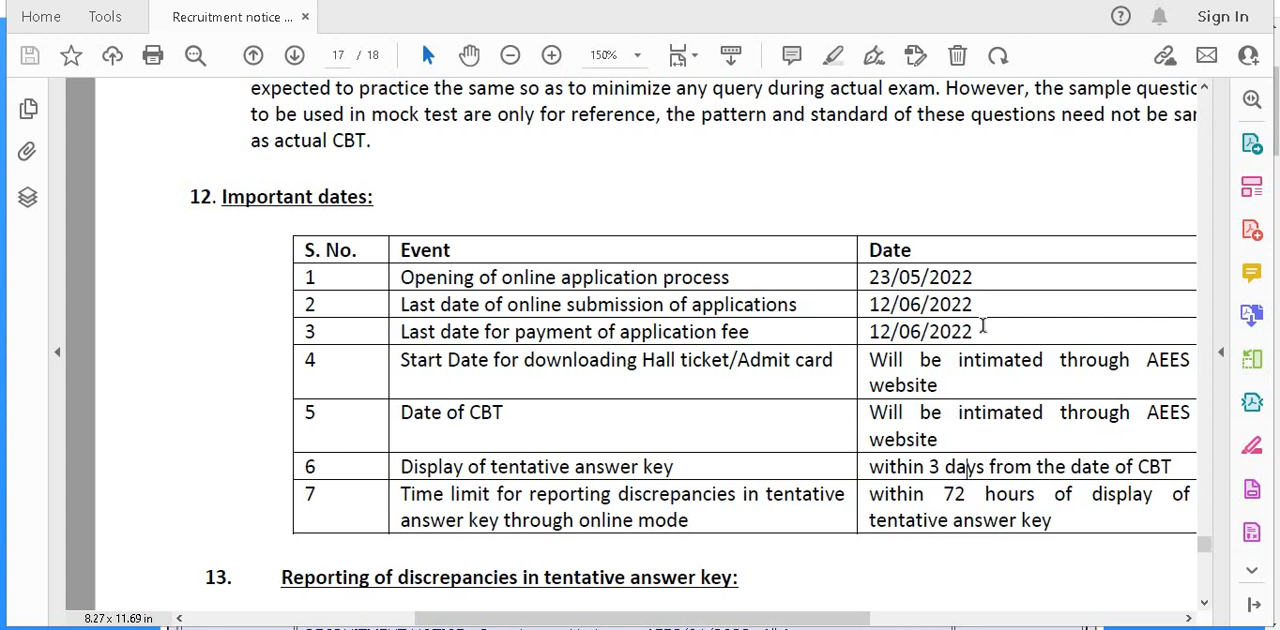 Home Tools Recruitment notice ... × Sign In
17 / 18 150%
expected to practice the same so as to minimize any query during actual exam. However, the sample questic
to be used in mock test are only for reference, the pattern and standard of these questions need not be sar
as actual CBT.
12. Important dates:
S. No. Event Date
1 Opening of online application process 23/05/2022
2 Last date of online submission of applications 12/06/2022
3 Last date for payment of application fee 12/06/2022
4 Start Date for downloading Hall ticket/Admit card Will be intimated through AEES
website
5 Date of CBT Will be intimated through AEES
website
6 Display of tentative answer key within 3 days from the date of CBT
7 Time limit for reporting discrepancies in tentative within 72 hours of display of
answer key through online mode tentative answer key
13. Reporting of discrepancies in tentative answer key:
8.27 x 11.69 in